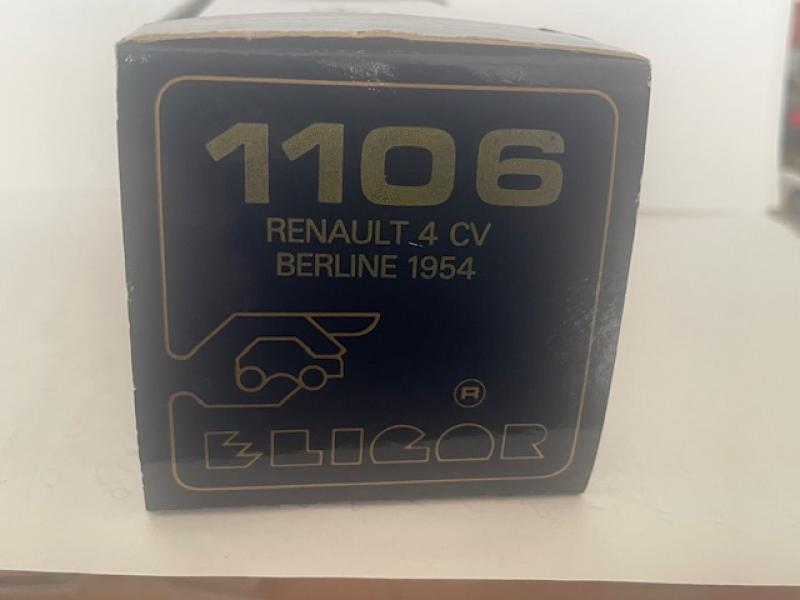 1106
RENAULT 4 CV
BERLINE 1954
®
ELIGOR